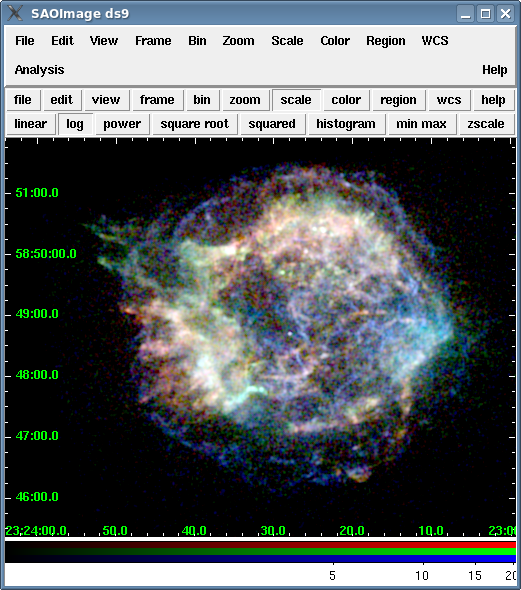 SAOImage ds9
File Edit View Frame Bin Zoom Scale Color Region WCS
Analysis Help
file edit view frame bin zoom scale color region wcs help
linear log power square root squared histogram min max zscale
51:00.0
58:50:00.0
49:00.0
48:00.0
47:00.0
46:00.0
23:24:00.0 50.0 40.0 30.0 20.0 10.0 23:0
5 10 15 20